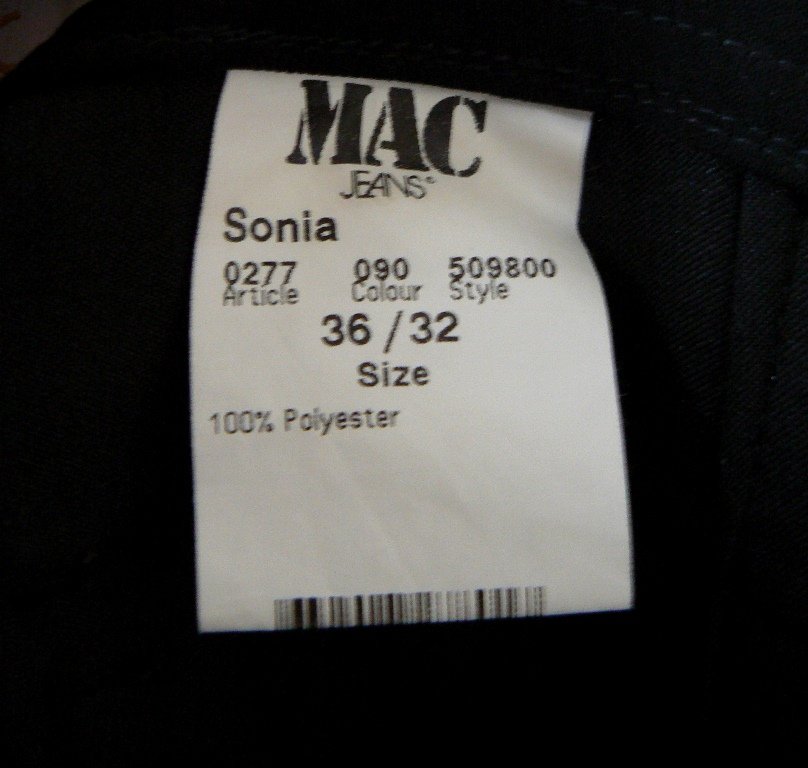 MAC
JEANS®
Sonia
0277 090 509800
Article Colour Style
36 / 32
Size
100% Polyester